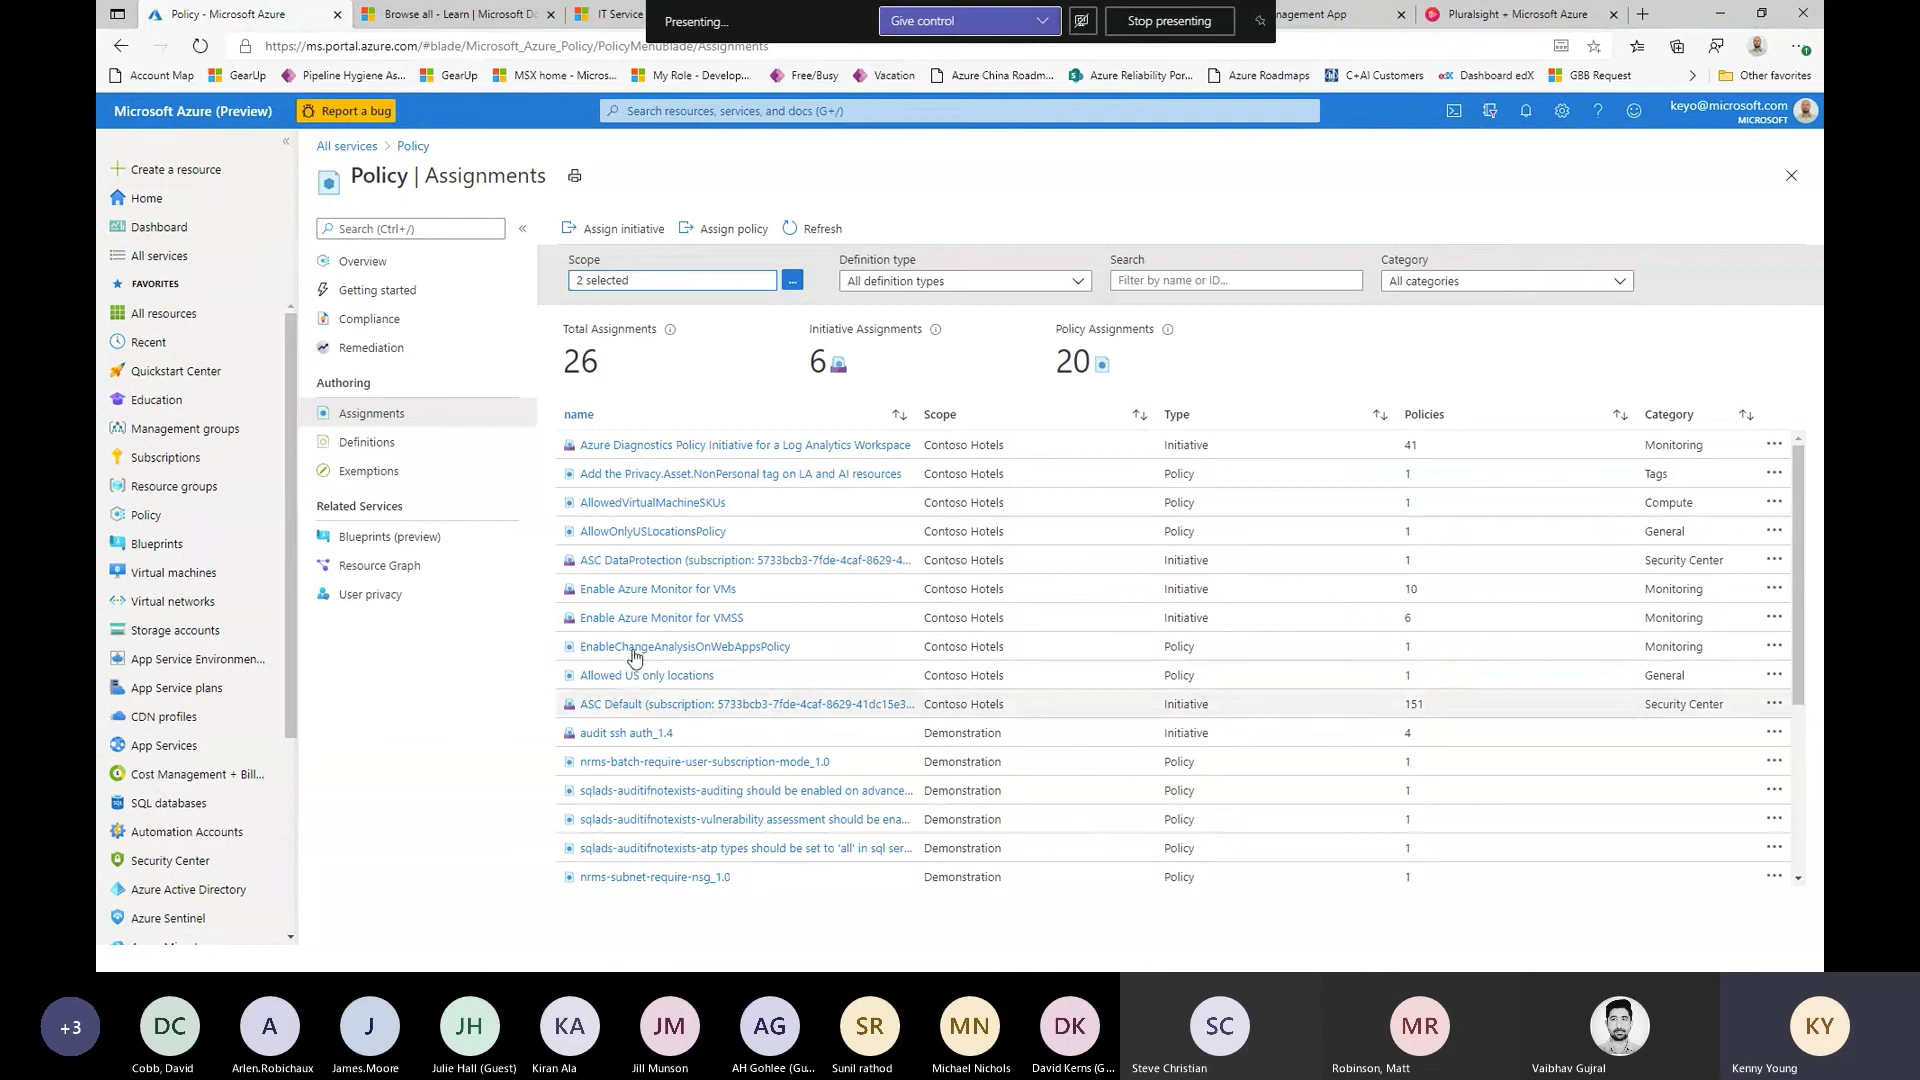 Policy - Microsoft Azure
Browse all - Learn | Microsoft Do
IT Service
Presenting...
Give control
Stop presenting
nagement App
Pluralsight + Microsoft Azure
https://ms.portal.azure.com/#blade/Microsoft_Azure_Policy/PolicyMenuBlade/Assignments
Account Map
GearUp
Pipeline Hygiene As...
GearUp
MSX home - Micros...
My Role - Develop...
Free/Busy
Vacation
Azure China Roadm...
Azure Reliability Por...
Azure Roadmaps
C+AI Customers
Dashboard edX
GBB Request
Other favorites
Microsoft Azure (Preview)
Report a bug
Search resources, services, and docs (G+/)
keyo@microsoft.com
MICROSOFT
Create a resource
Home
Dashboard
All services
FAVORITES
All resources
Recent
Quickstart Center
Education
Management groups
Subscriptions
Resource groups
Policy
Blueprints
Virtual machines
Virtual networks
Storage accounts
App Service Environmen...
App Service plans
CDN profiles
App Services
Cost Management + Bill...
SQL databases
Automation Accounts
Security Center
Azure Active Directory
Azure Sentinel
All services > Policy
Policy | Assignments
Search (Ctrl+/)
Overview
Getting started
Compliance
Remediation
Authoring
Assignments
Definitions
Exemptions
Related Services
Blueprints (preview)
Resource Graph
User privacy
Assign initiative
Assign policy
Refresh
Scope
2 selected
...
Definition type
All definition types
Search
Filter by name or ID...
Category
All categories
Total Assignments
26
Initiative Assignments
6
Policy Assignments
20
name Scope Type Policies Category
Azure Diagnostics Policy Initiative for a Log Analytics Workspace Contoso Hotels Initiative 41 Monitoring
Add the Privacy.Asset.NonPersonal tag on LA and AI resources Contoso Hotels Policy 1 Tags
AllowedVirtualMachineSKUs Contoso Hotels Policy 1 Compute
AllowOnlyUSLocationsPolicy Contoso Hotels Policy 1 General
ASC DataProtection (subscription: 5733bcb3-7fde-4caf-8629-4... Contoso Hotels Initiative 1 Security Center
Enable Azure Monitor for VMs Contoso Hotels Initiative 10 Monitoring
Enable Azure Monitor for VMSS Contoso Hotels Initiative 6 Monitoring
EnableChangeAnalysisOnWebAppsPolicy Contoso Hotels Policy 1 Monitoring
Allowed US only locations Contoso Hotels Policy 1 General
ASC Default (subscription: 5733bcb3-7fde-4caf-8629-41dc15e3... Contoso Hotels Initiative 151 Security Center
audit ssh auth_1.4 Demonstration Initiative 4
nrms-batch-require-user-subscription-mode_1.0 Demonstration Policy 1
sqlads-auditifnotexists-auditing should be enabled on advance... Demonstration Policy 1
sqlads-auditifnotexists-vulnerability assessment should be ena... Demonstration Policy 1
sqlads-auditifnotexists-atp types should be set to 'all' in sql ser... Demonstration Policy 1
nrms-subnet-require-nsg_1.0 Demonstration Policy 1
+3
DC
A
J
JH
KA
JM
AG
SR
MN
DK
SC
MR
KY
Cobb, David
Arlen.Robichaux
James.Moore
Julie Hall (Guest)
Kiran Ala
Jill Munson
AH Gohlee (Gu...
Sunil rathod
Michael Nichols
David Kerns (G...
Steve Christian
Robinson, Matt
Vaibhav Gujral
Kenny Young